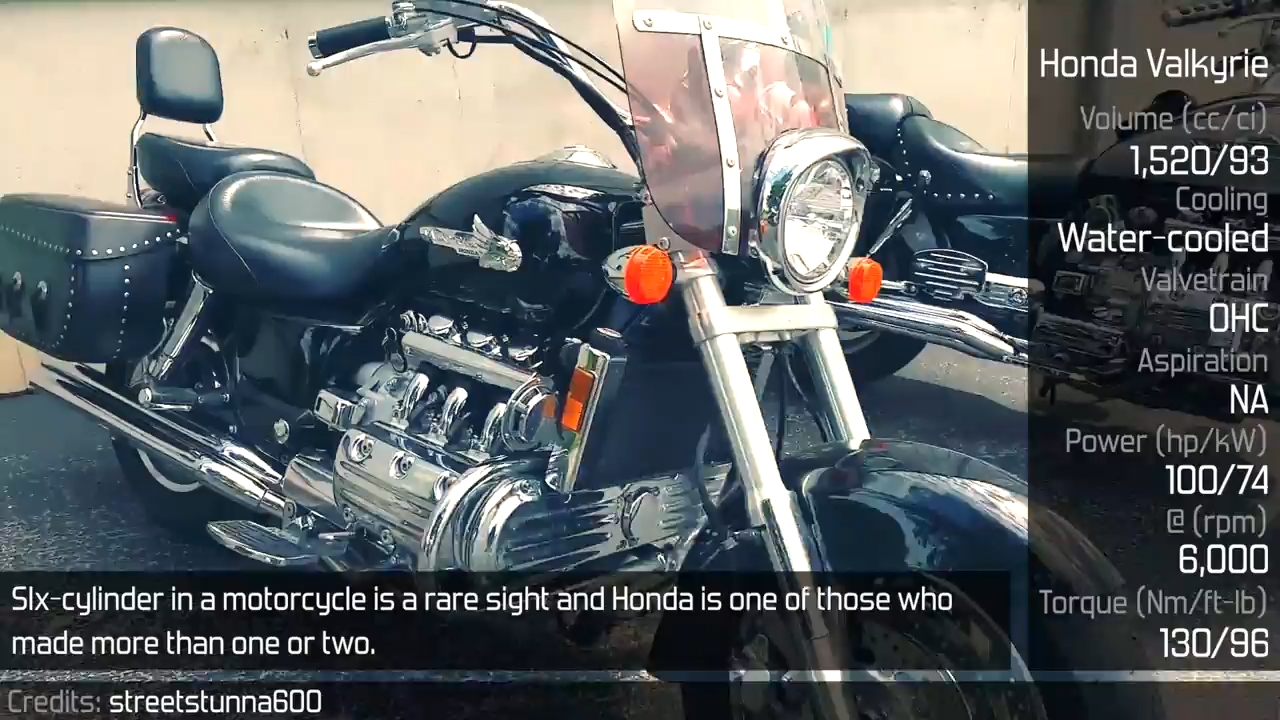 Honda Valkyrie
Volume (cc/ci)
1,520/93
Cooling
Water-cooled
Valvetrain
OHC
Aspiration
NA
Power (hp/kW)
100/74
@ (rpm)
6,000
Torque (Nm/ft-lb)
130/96
SIx-cylinder in a motorcycle is a rare sight and Honda is one of those who
made more than one or two.
Credits: streetstunna600